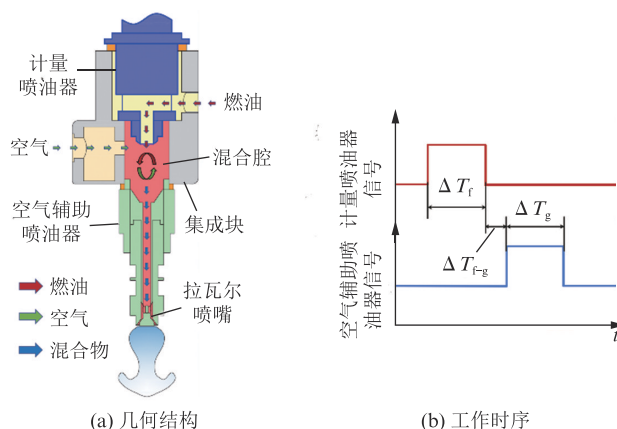 计量
喷油器
燃油
空气
混合腔
空气辅助
喷油器
集成块
燃油
空气
混合物
拉瓦尔
喷嘴
(a) 几何结构
计量喷油器
信号
Δ T_f
Δ T_g
Δ T_f-g
空气辅助喷
油器信号
t
(b) 工作时序